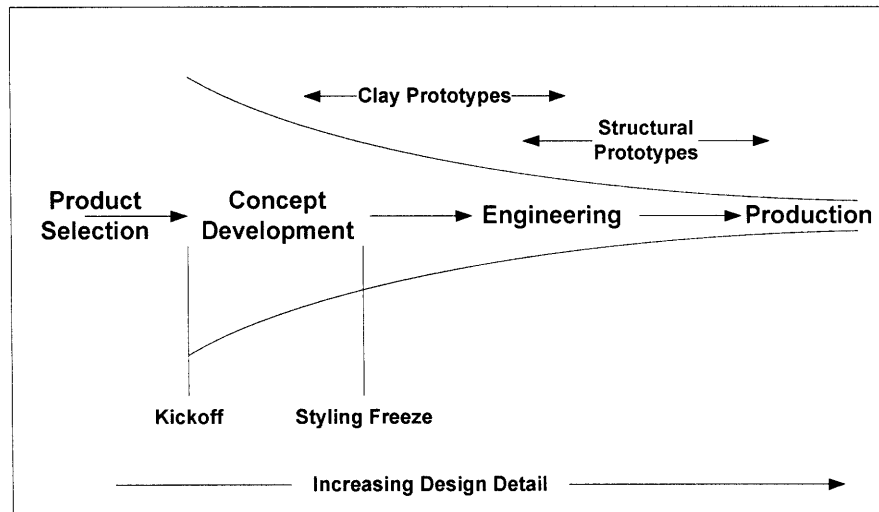 Clay Prototypes
Structural
Prototypes
Product
Selection
Concept
Development
Engineering
Production
Kickoff
Styling Freeze
Increasing Design Detail